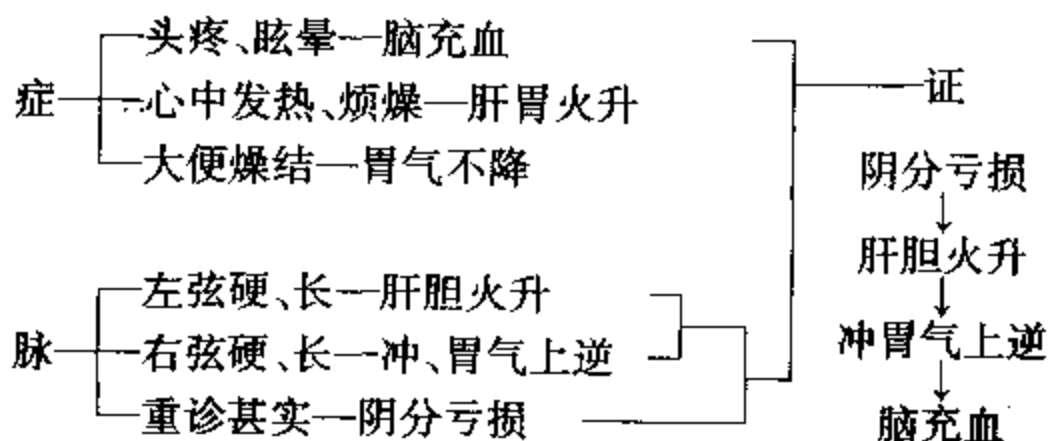 头疼、眩晕—脑充血
证
症
心中发热、烦燥—肝胃火升
大便燥结—胃气不降
阴分亏损
肝胆火升
左弦硬、长—肝胆火升
脉
右弦硬、长—冲、胃气上逆
冲胃气上逆
重诊甚实—阴分亏损
脑充血